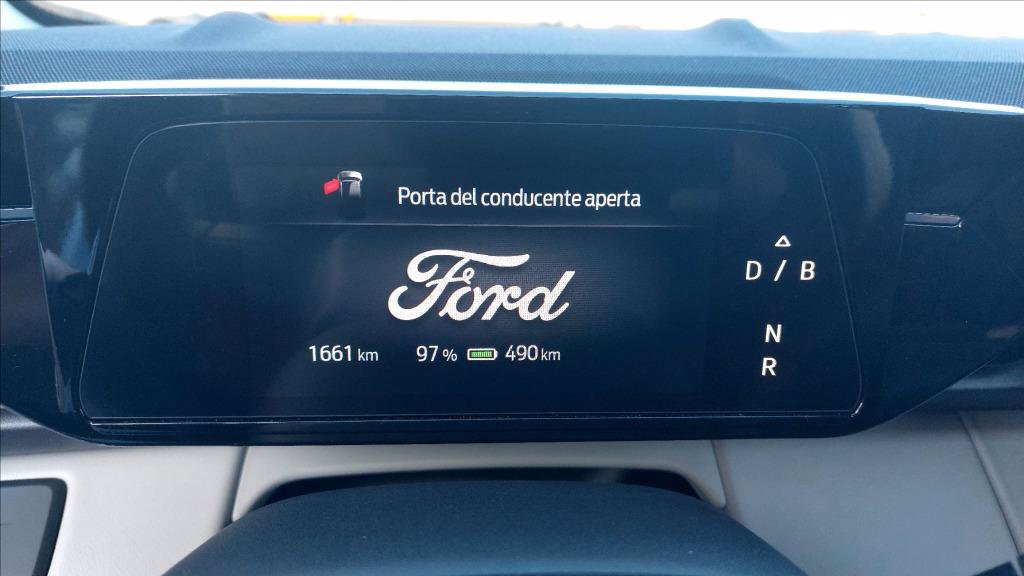 Porta del conducente aperta
Ford
1661 km 97 % 490 km
D / B
N
R